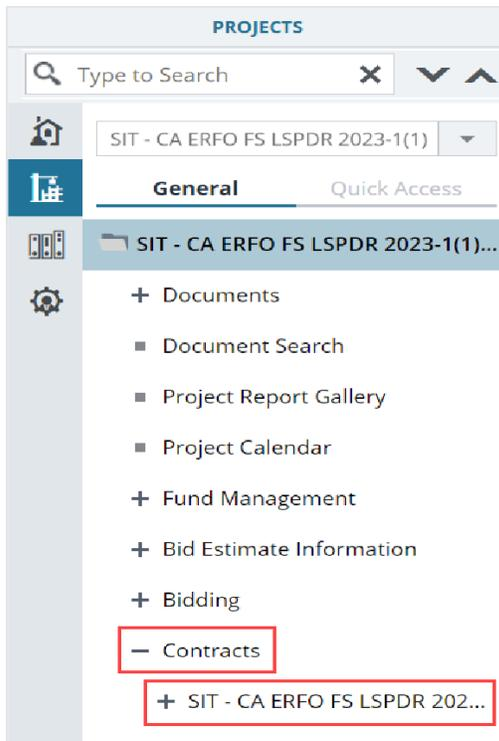 PROJECTS
Type to Search
SIT - CA ERFO FS LSPDR 2023-1(1)
General Quick Access
SIT - CA ERFO FS LSPDR 2023-1(1)...
Documents
Document Search
Project Report Gallery
Project Calendar
Fund Management
Bid Estimate Information
Bidding
Contracts
SIT - CA ERFO FS LSPDR 202...